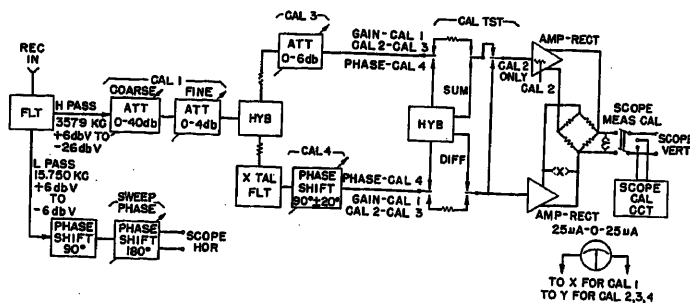 REC
IN
FLT
H PASS
3579 KG
+6dbV TO
-26dbV
L PASS
15.750 KG
+6dbV
TO
-6dbV
PHASE
SHIFT
90°
SWEEP
PHASE
PHASE
SHIFT
180°
SCOPE
HOR
CAL 1
COARSE
ATT
0-40db
FINE
ATT
0-4db
HYB
CAL 3
ATT
0-6db
X TAL
FLT
CAL 4
PHASE
SHIFT
90°±20°
GAIN-CAL 1
CAL 2-CAL 3
PHASE-CAL 4
PHASE-CAL 4
GAIN-CAL 1
CAL 2-CAL 3
CAL TST
SUM
HYB
DIFF
AMP-RECT
CAL 2
ONLY
CAL 2
X
Y
AMP-RECT
SCOPE
MEAS CAL
SCOPE
VERT
SCOPE
CAL
CCT
25µA-0-25µA
TO X FOR CAL 1
TO Y FOR CAL 2,3,4